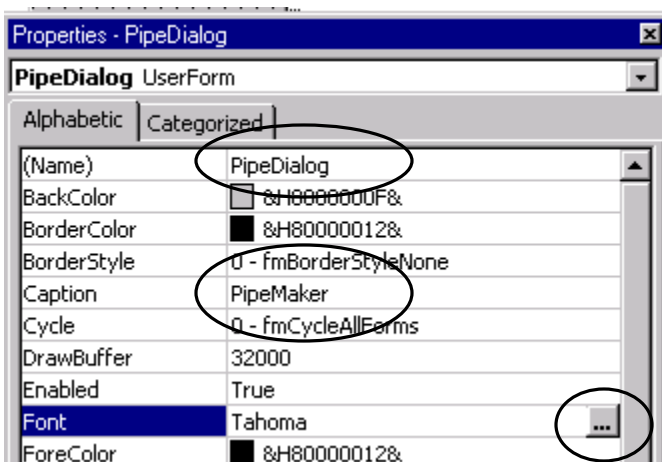 Properties - PipeDialog
PipeDialog UserForm
Alphabetic Categorized
(Name) PipeDialog
BackColor &H8000000F&
BorderColor &H80000012&
BorderStyle 0 - fmBorderStyleNone
Caption PipeMaker
Cycle 0 - fmCycleAllForms
DrawBuffer 32000
Enabled True
Font Tahoma ...
ForeColor &H80000012&